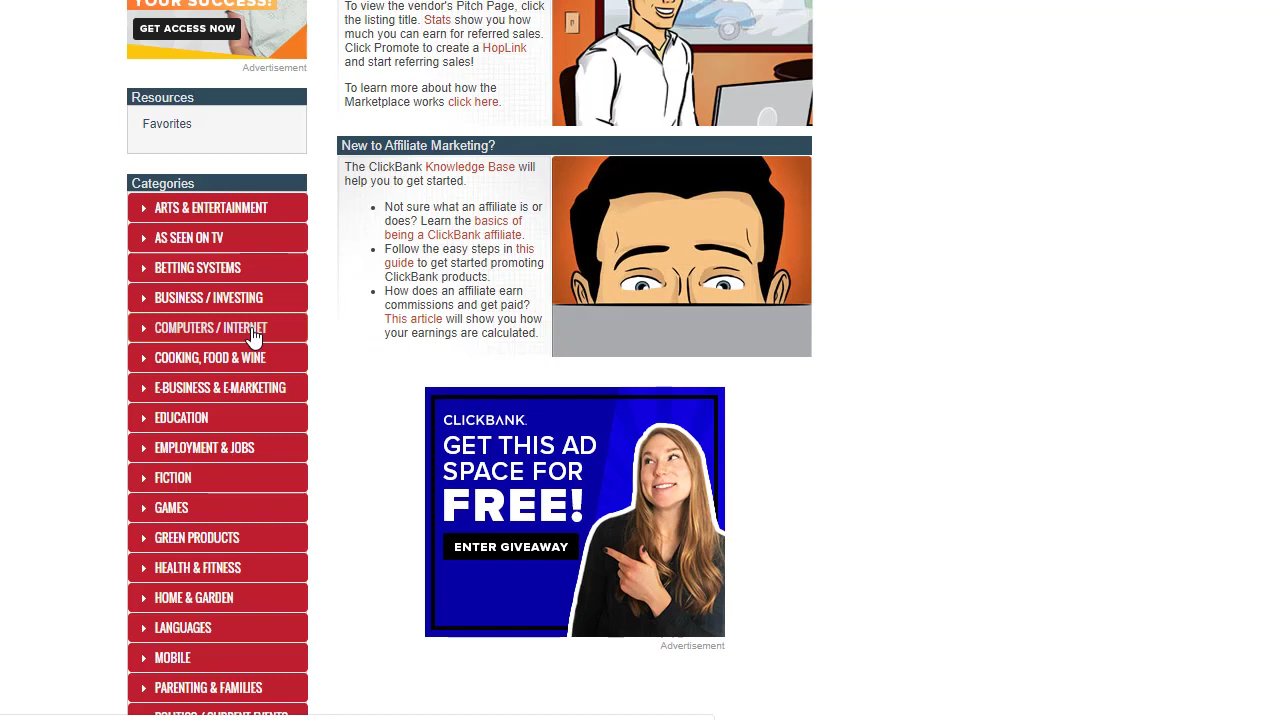 YOUR SUCCESS!
GET ACCESS NOW
Advertisement
Resources
Favorites
Categories
ARTS & ENTERTAINMENT
AS SEEN ON TV
BETTING SYSTEMS
BUSINESS / INVESTING
COMPUTERS / INTERNET
COOKING, FOOD & WINE
E-BUSINESS & E-MARKETING
EDUCATION
EMPLOYMENT & JOBS
FICTION
GAMES
GREEN PRODUCTS
HEALTH & FITNESS
HOME & GARDEN
LANGUAGES
MOBILE
PARENTING & FAMILIES
POLITICS / CURRENT EVENTS
To view the vendor's Pitch Page, click
the listing title. Stats show you how
much you can earn for referred sales.
Click Promote to create a HopLink
and start referring sales!
To learn more about how the
Marketplace works click here.
New to Affiliate Marketing?
The ClickBank Knowledge Base will
help you to get started.
• Not sure what an affiliate is or
does? Learn the basics of
being a ClickBank affiliate.
• Follow the easy steps in this
guide to get started promoting
ClickBank products.
• How does an affiliate earn
commissions and get paid?
This article will show you how
your earnings are calculated.
CLICKBANK.
GET THIS AD
SPACE FOR
FREE!
ENTER GIVEAWAY
Advertisement